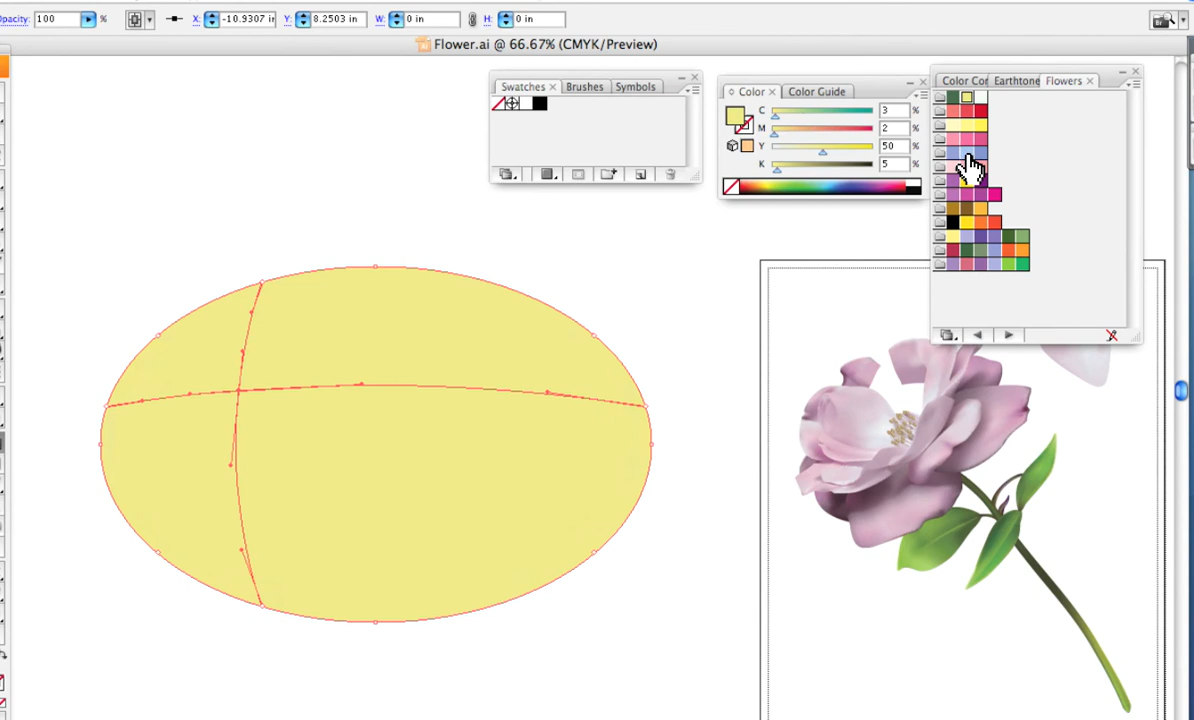 Opacity: 100 % X: -10.9307 in Y: 8.2503 in W: 0 in H: 0 in
Flower.ai @ 66.67% (CMYK/Preview)
Swatches × Brushes Symbols
Color × Color Guide
Color Cor Earthtone Flowers ×
C 3 %
M 2 %
Y 50 %
K 5 %